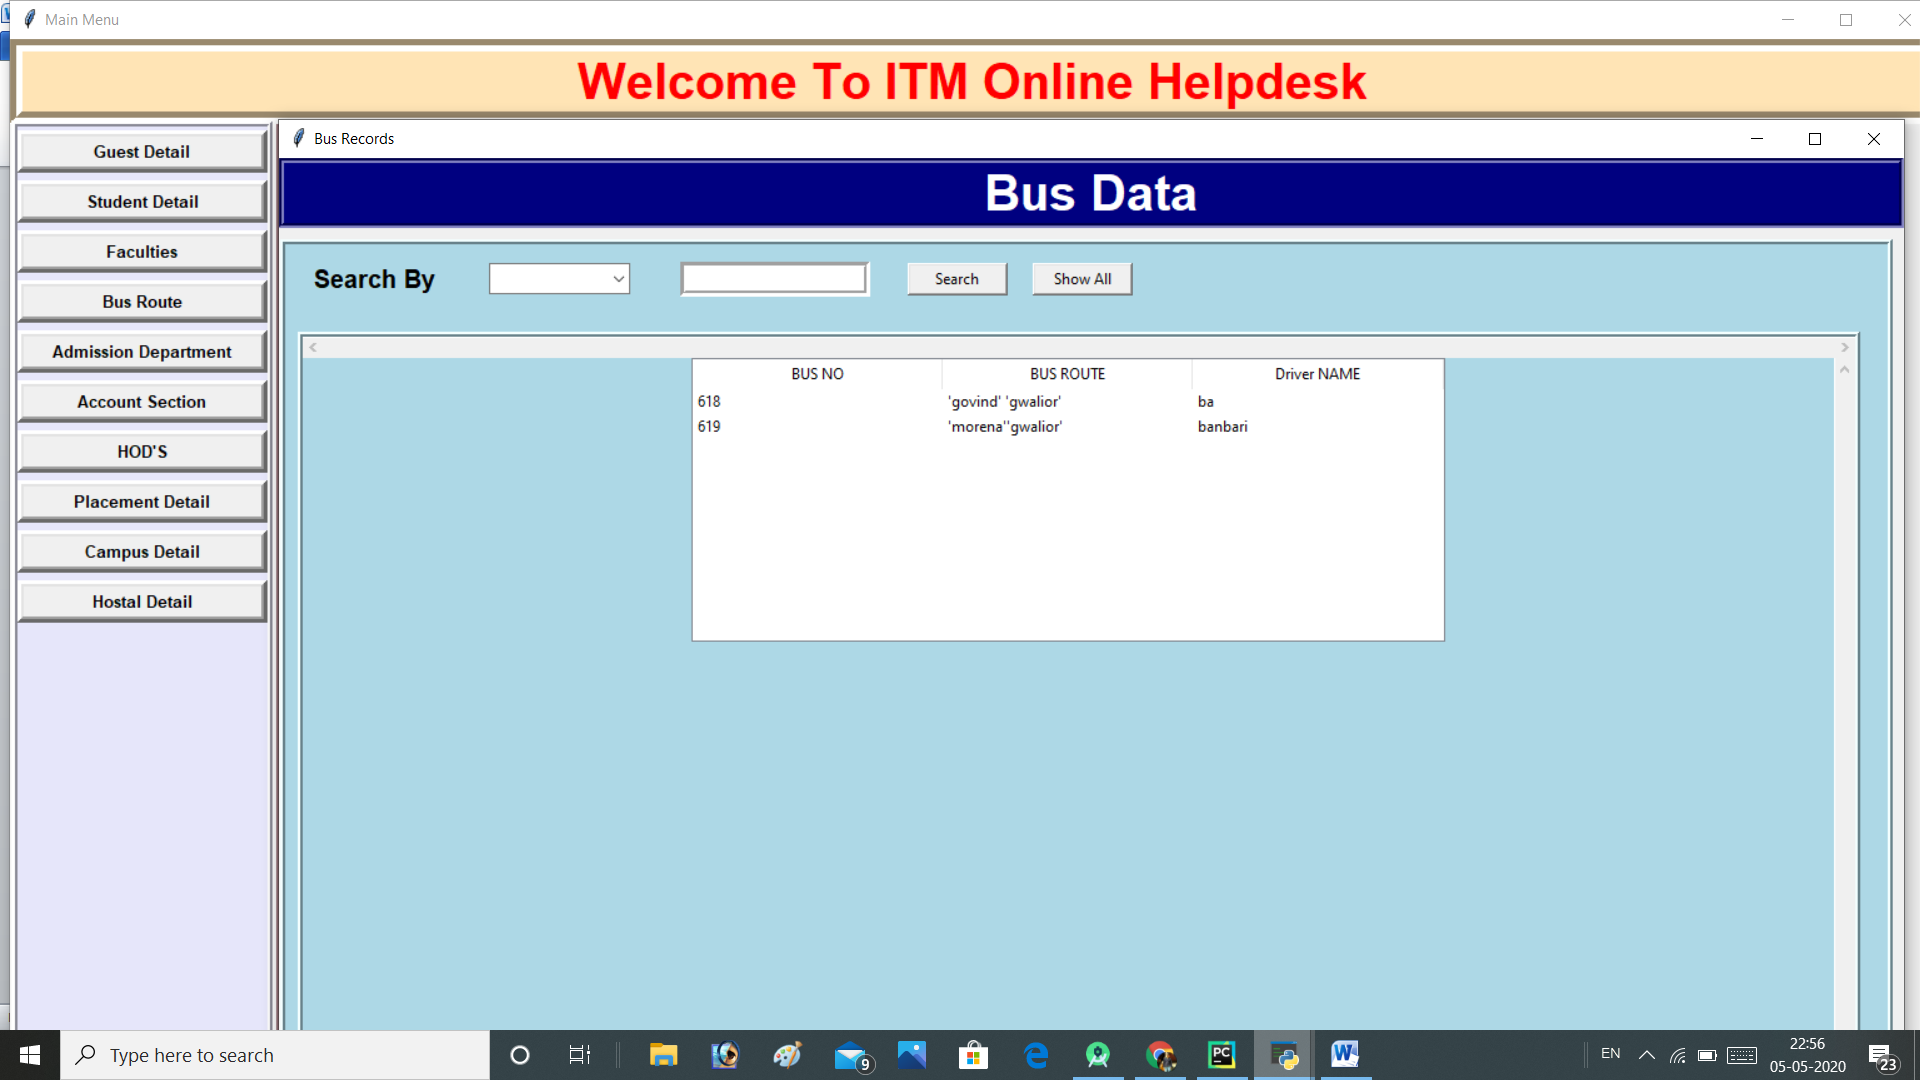 Main Menu
Welcome To ITM Online Helpdesk
Guest Detail
Student Detail
Faculties
Bus Route
Admission Department
Account Section
HOD'S
Placement Detail
Campus Detail
Hostal Detail
Bus Records
Bus Data
Search By
Search
Show All
BUS NO BUS ROUTE Driver NAME
618 'govind' 'gwalior' ba
619 'morena''gwalior' banbari
Type here to search
9
PC
W
EN
22:56
05-05-2020
23